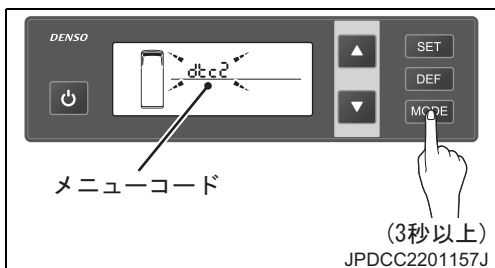 DENSO
dtc2
SET
DEF
MODE
メニューコード
(3秒以上)
JPDCC2201157J